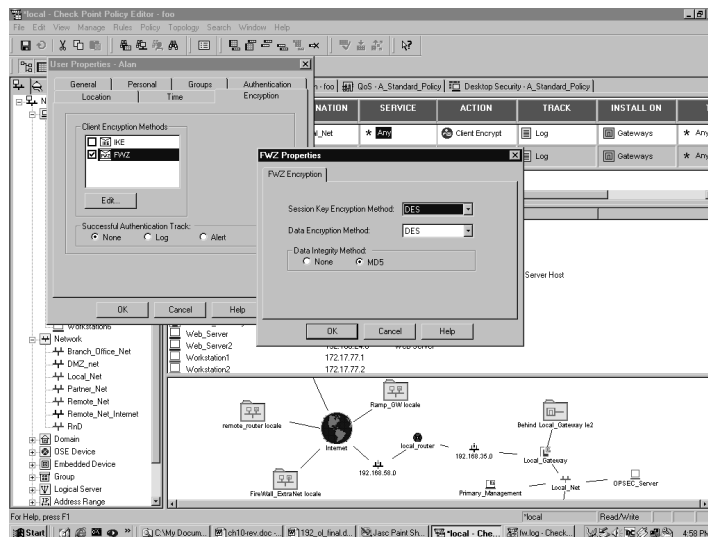 *local - Check Point Policy Editor - foo
File Edit View Manage Rules Policy Topology Search Window Help
User Properties - Alan
General Personal Groups Authentication
Location Time Encryption
Client Encryption Methods
IKE
FWZ
Edit...
Successful Authentication Track:
None Log Alert
OK Cancel Help
- foo QoS - A_Standard_Policy Desktop Security - A_Standard_Policy
NATION SERVICE ACTION TRACK INSTALL ON
al_Net * Any Client Encrypt Log Gateways * Any
Log Gateways * Any
FWZ Properties
FWZ Encryption
Session Key Encryption Method: DES
Data Encryption Method: DES
Data Integrity Method:
None MD5
OK Cancel Help
Server Host
Workstation6
Network
Branch_Office_Net
DMZ_net
Local_Net
Partner_Net
Remote_Net
Remote_Net_Internet
RnD
Domain
OSE Device
Embedded Device
Group
Logical Server
Address Range
Web_Server
Web_Server2
Workstation1 172.17.77.1
Workstation2 172.17.77.2
remote_router locale
Ramp_GW locale
Internet
local_router
192.168.58.0
192.168.35.0
FireWall_ExtraNet locale
Behind Local_Gateway Ie2
Local_Gateway
Primary_Management
Local_Net
OPSEC_Server
For Help, press F1
*local Read/Write
Start
C:\My Docum...
ch10-rev.doc -...
192_ol_final.d...
Jasc Paint Sh...
*local - Che...
fw.log - Check...
4:58 PM